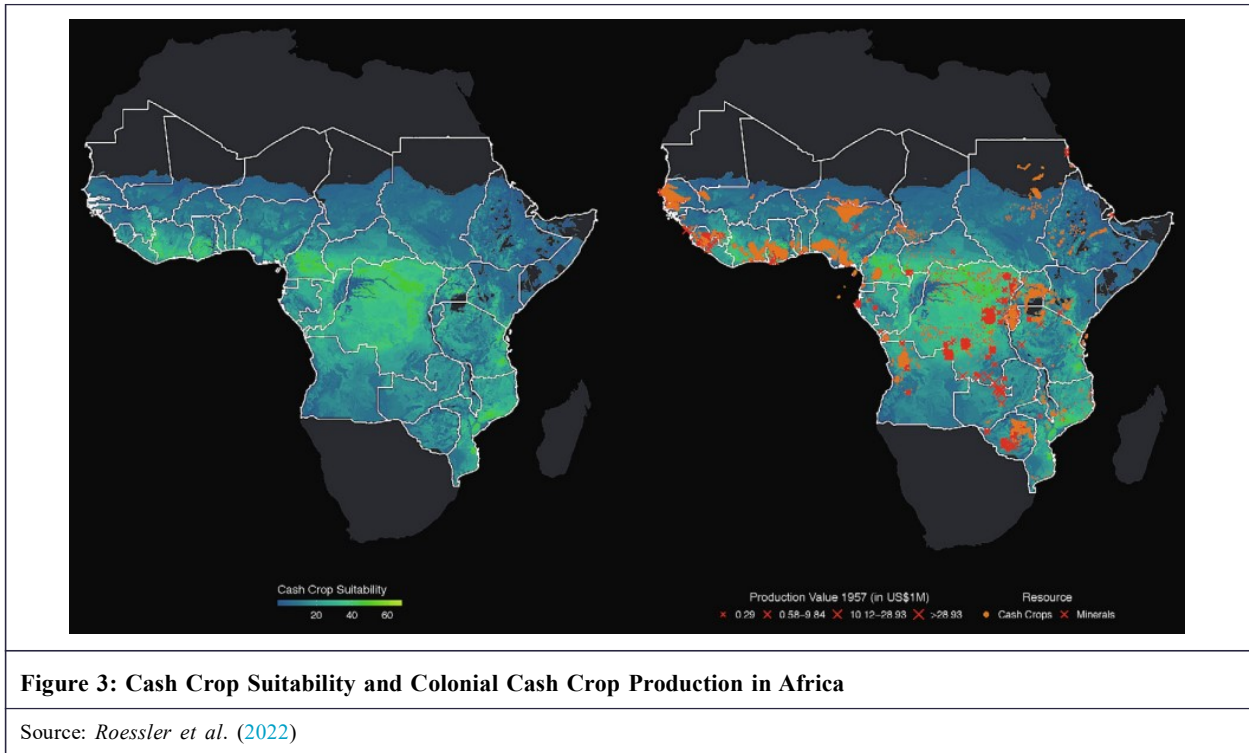 Cash Crop Suitability
20 40 60
Production Value 1957 (in US$1M)
0.29 0.58–9.84 10.12–28.93 >28.93
Resource
Cash Crops Minerals
Figure 3: Cash Crop Suitability and Colonial Cash Crop Production in Africa
Source: Roessler et al. (2022)